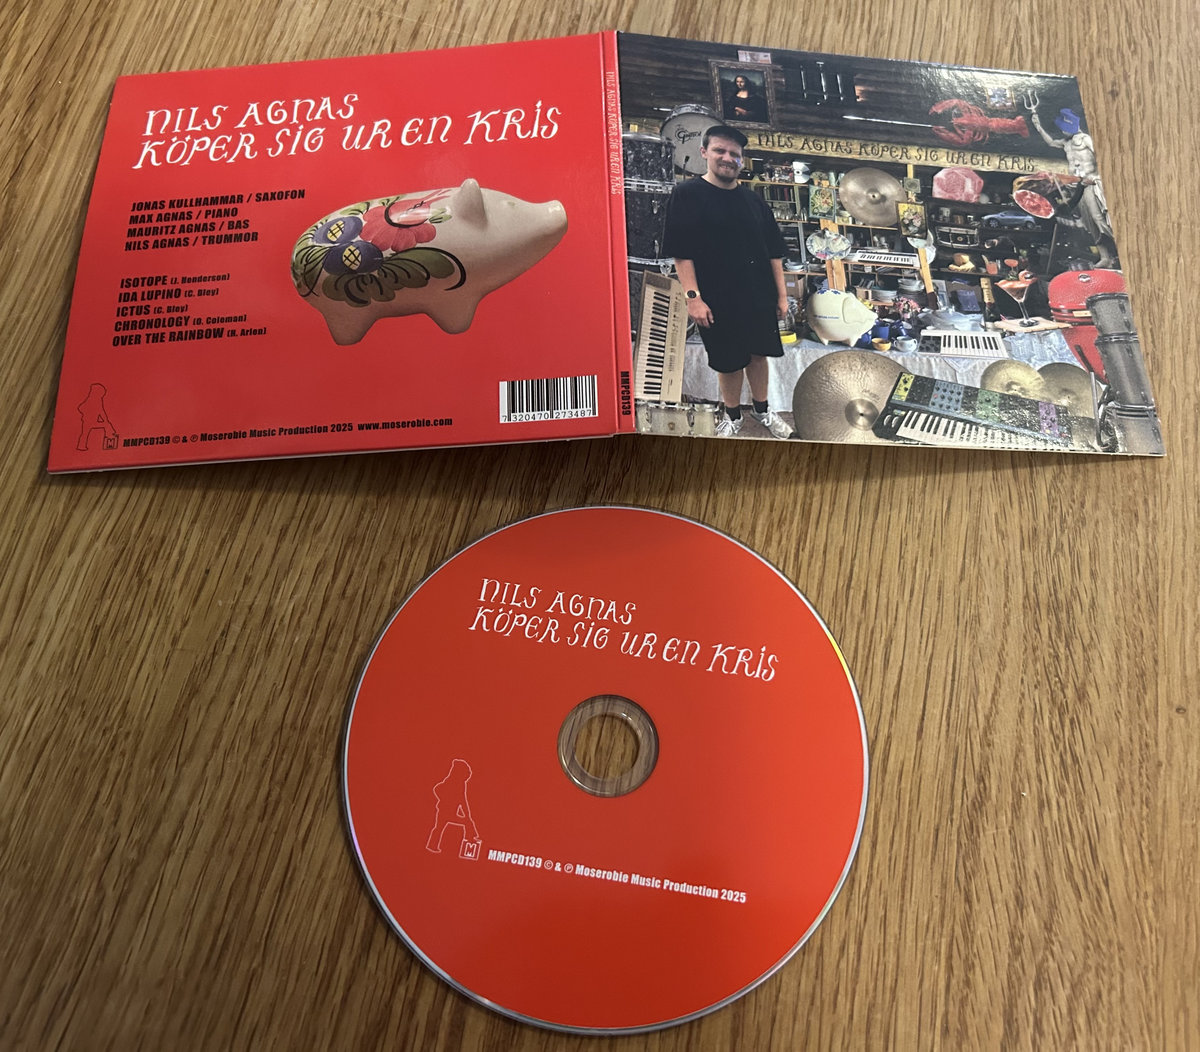 NILS AGNAS
KÖPER SIG UR EN KRIS
JONAS KULLHAMMAR / SAXOFON
MAX AGNAS / PIANO
MAURITZ AGNAS / BAS
NILS AGNAS / TRUMMOR
ISOTOPE (J. Henderson)
IDA LUPINO (C. Bley)
ICTUS (C. Bley)
CHRONOLOGY (O. Coleman)
OVER THE RAINBOW (H. Arlen)
M
MMPCD139 © & ℗ Moserobie Music Production 2025 www.moserobie.com
7 320470 273487
NILS AGNAS KÖPER SIG UR EN KRIS
MMPCD139
Gretsch
NILS AGNAS KÖPER SIG UR EN KRIS
NILS AGNAS
KÖPER SIG UR EN KRIS
M
MMPCD139 © & ℗ Moserobie Music Production 2025